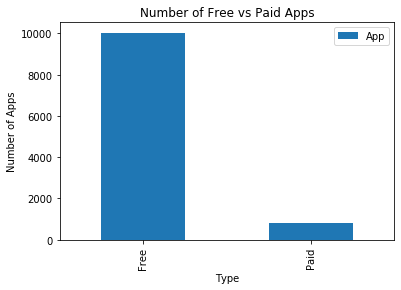 Number of Free vs Paid Apps
App
10000
8000
6000
4000
2000
0
Number of Apps
Free
Paid
Type